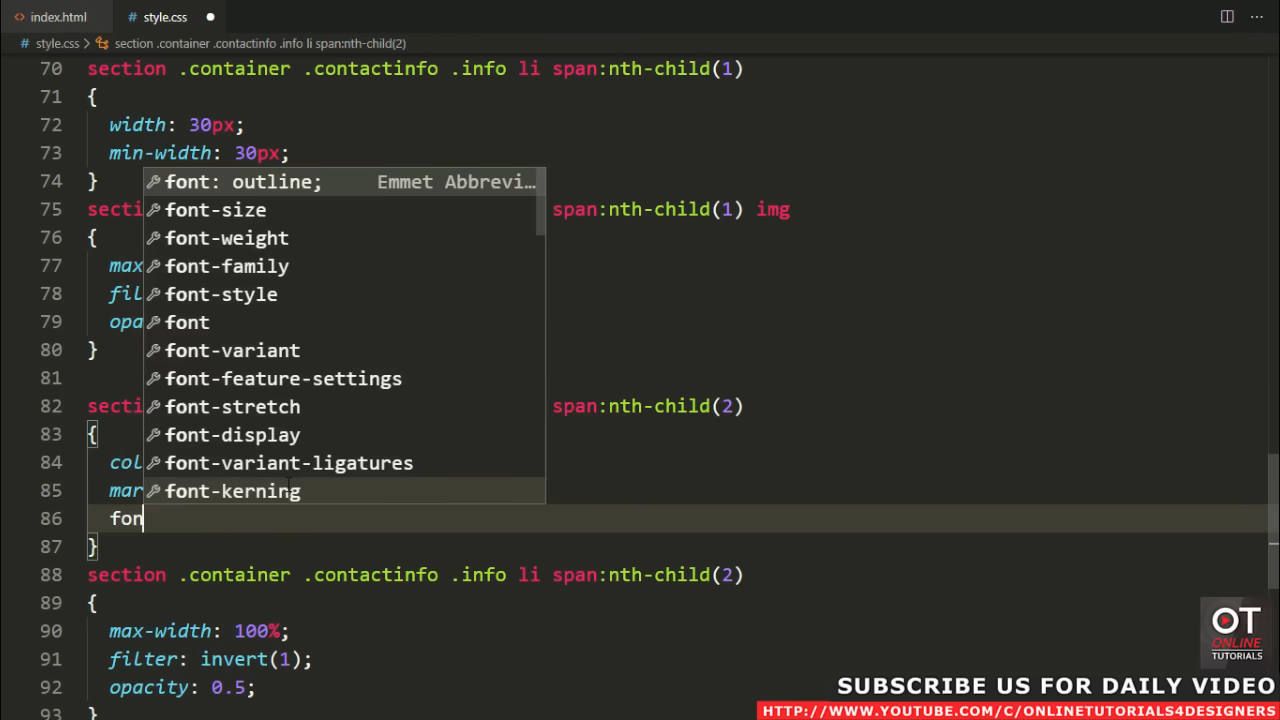 index.html
# style.css
# style.css > section .container .contactinfo .info li span:nth-child(2)
70 section .container .contactinfo .info li span:nth-child(1)
71 {
72 width: 30px;
73 min-width: 30px;
74 }
font: outline; Emmet Abbrevi...
75 secti span:nth-child(1) img
font-size
76 {
font-weight
77 max
font-family
78 fil
font-style
79 opa
font
80 }
font-variant
81
font-feature-settings
82 secti span:nth-child(2)
font-stretch
83 {
font-display
84 col
font-variant-ligatures
85 mar
font-kerning
86 fon
87 }
88 section .container .contactinfo .info li span:nth-child(2)
89 {
90 max-width: 100%;
91 filter: invert(1);
92 opacity: 0.5;
93 }
OT
ONLINE
TUTORIALS
SUBSCRIBE US FOR DAILY VIDEO
HTTP://WWW.YOUTUBE.COM/C/ONLINETUTORIALS4DESIGNERS